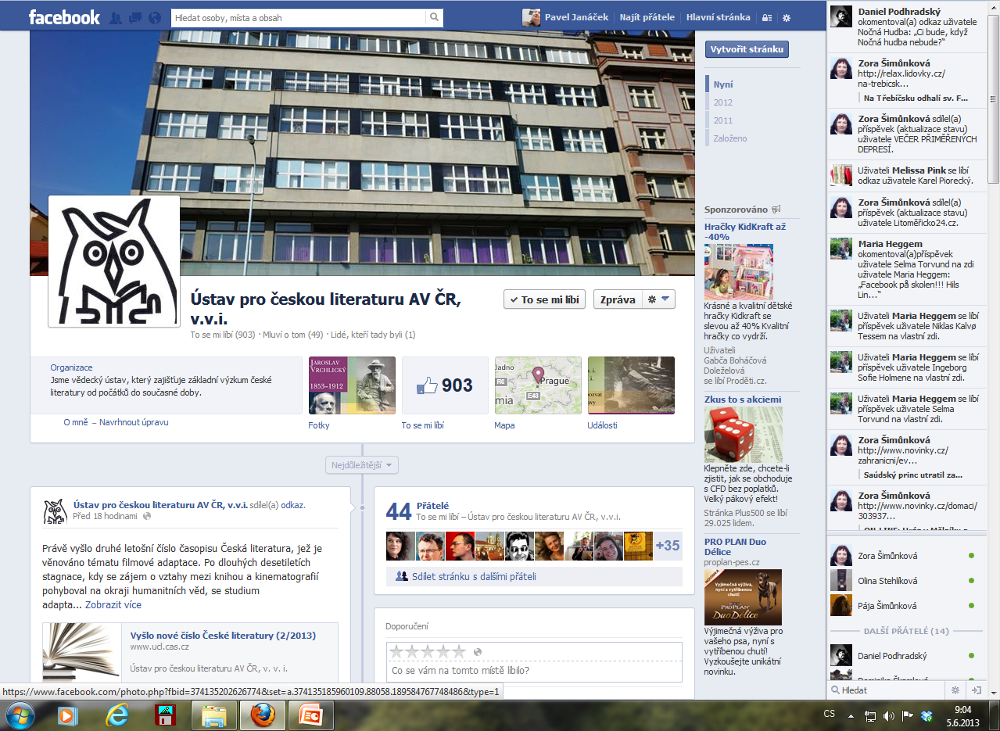 facebook
Hledat osoby, místa a obsah
Pavel Janáček
Najít přátele
Hlavní stránka
Vytvořit stránku
Nyní
2012
2011
Založeno
Ústav pro českou literaturu AV ČR,
v.v.i.
To se mi líbí (903) · Mluví o tom (49) · Lidé, kteří tady byli (1)
To se mi líbí
Zpráva
Organizace
Jsme vědecký ústav, který zajišťuje základní výzkum české
literatury od počátků do současné doby.
O mně – Navrhnout úpravu
JAROSLAV
VRCHLICKÝ
1853–1912
Fotky
903
To se mi líbí
Prague
R6
E48
Mapa
Události
Nejdůležitější
Ústav pro českou literaturu AV ČR, v.v.i. sdílel(a) odkaz.
Před 18 hodinami
Právě vyšlo druhé letošní číslo časopisu Česká literatura, jež je
věnováno tématu filmové adaptace. Po dlouhých desetiletích
stagnace, kdy se zájem o vztahy mezi knihou a kinematografií
pohyboval na okraji humanitních věd, se studium
adapta... Zobrazit více
Vyšlo nové číslo České literatury (2/2013)
www.ucl.cas.cz
Ústav pro českou literaturu AV ČR, v. v. i.
44 Přátelé
To se mi líbí – Ústav pro českou literaturu AV ČR, v.v.i.
+35
Sdílet stránku s dalšími přáteli
Doporučení
Co se vám na tomto místě líbilo?
Sponzorováno
Hračky KidKraft až
-40%
Krásné a kvalitní dětské
hračky Kidkraft se
slevou až 40% Kvalitní
hračky co vydrží.
Uživateli
Gabča Boháčová
Doleželová
se líbí Proděti.cz.
Zkus to s akciemi
Klepněte zde, chcete-li
zjistit, jak se obchoduje
s CFD bez poplatků.
Velký pákový efekt!
Stránka Plus500 se líbí
29.025 lidem.
PRO PLAN Duo
Délice
proplan-pes.cz
NOVINKA
Vyjimečná výživa,
nyní s vytříbenou chutí!
PRO PLAN
DuoDélice
Výjimečná výživa pro
vašeho psa, nyní s
vytříbenou chutí!
Vyzkoušejte unikátní
novinku.
Daniel Podhradský
okomentoval(a) odkaz uživatele
Nočná Hudba: „Či bude, když
Nočná hudba nebude?“
Zora Šimůnková
http://relax.lidovky.cz/
na-trebicsk...
Na Třebíčsku odhalí sv. F...
Zora Šimůnková sdílel(a)
příspěvek (aktualizace stavu)
uživatele VEČER PŘIMĚŘENÝCH
DEPRESÍ.
Uživateli Melissa Pink se líbí
odkaz uživatele Karel Piorecký.
Zora Šimůnková sdílel(a)
příspěvek (aktualizace stavu)
uživatele Litoměřicko24.cz.
Maria Heggem
okomentoval(a)příspěvek
uživatele Selma Torvund na zdi
uživatele Maria Heggem:
„Facebook på skolen!!! Hils
Lin...“
Uživateli Maria Heggem se líbí
příspěvek uživatele Niklas Kalvø
Tessem na vlastní zdi.
Uživateli Maria Heggem se líbí
příspěvek uživatele Ingeborg
Sofie Holmene na vlastní zdi.
Uživateli Maria Heggem se líbí
příspěvek uživatele Selma
Torvund na vlastní zdi.
Zora Šimůnková
http://www.novinky.cz/
zahranicni/ev...
Saúdský princ utratil za...
Zora Šimůnková
http://www.novinky.cz/domaci/
303937...
Zora Šimůnková
Olina Stehlíková
Pája Šimůnková
DALŠÍ PŘÁTELÉ (14)
Daniel Podhradský
Hledat
https://www.facebook.com/photo.php?fbid=374135202626774&set=a.374135185960109.88058.189584767748486&type=1
CS
9:04
5.6.2013